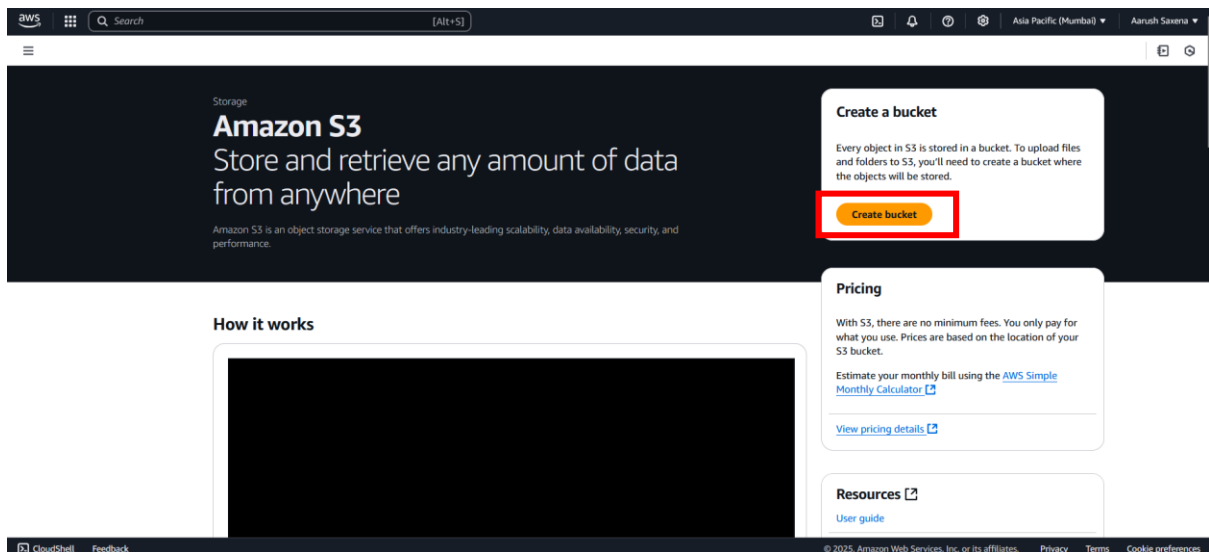 aws
Search
[Alt+S]
Asia Pacific (Mumbai)
Aarush Saxena
Storage
Amazon S3
Store and retrieve any amount of data
from anywhere
Amazon S3 is an object storage service that offers industry-leading scalability, data availability, security, and
performance.
Create a bucket
Every object in S3 is stored in a bucket. To upload files
and folders to S3, you'll need to create a bucket where
the objects will be stored.
Create bucket
How it works
Pricing
With S3, there are no minimum fees. You only pay for
what you use. Prices are based on the location of your
S3 bucket.
Estimate your monthly bill using the AWS Simple
Monthly Calculator
View pricing details
Resources
User guide
CloudShell
Feedback
© 2025, Amazon Web Services, Inc. or its affiliates.
Privacy
Terms
Cookie preferences